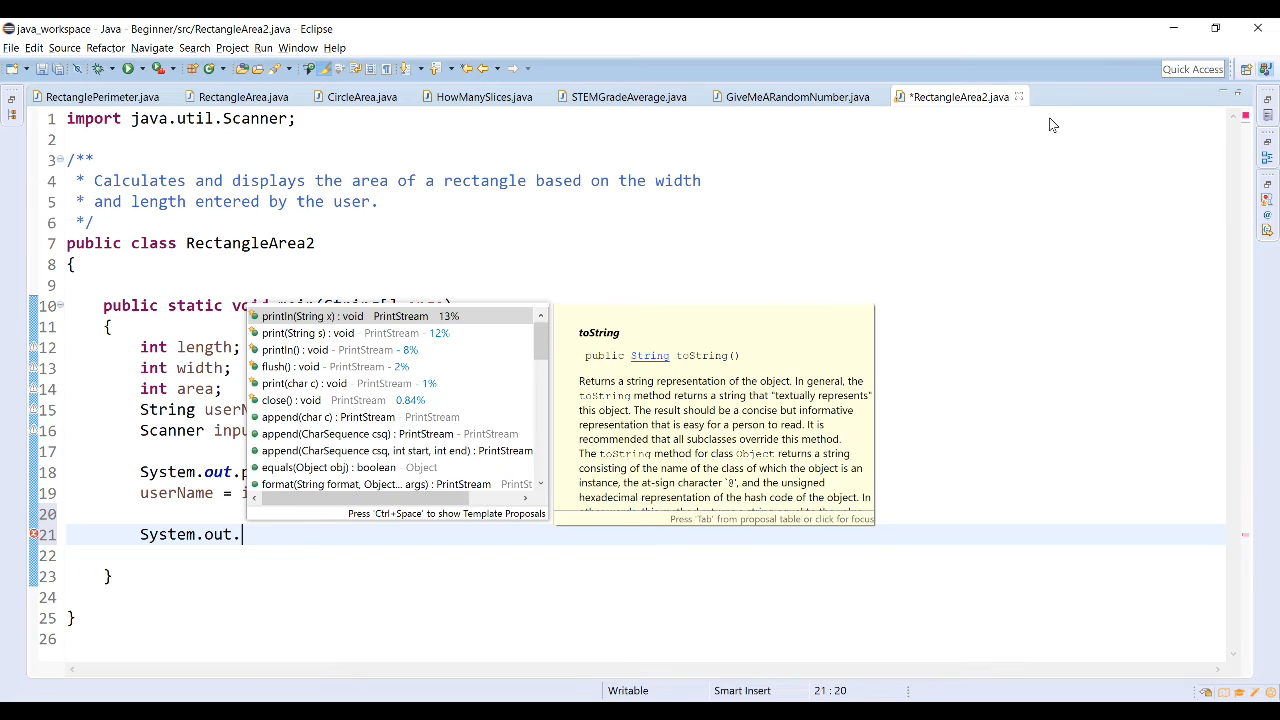 java_workspace - Java - Beginner/src/RectangleArea2.java - Eclipse
File Edit Source Refactor Navigate Search Project Run Window Help
Quick Access
RectanglePerimeter.java RectangleArea.java CircleArea.java HowManySlices.java STEMGradeAverage.java GiveMeARandomNumber.java *RectangleArea2.java
1 import java.util.Scanner;
2
3 /**
4 * Calculates and displays the area of a rectangle based on the width
5 * and length entered by the user.
6 */
7 public class RectangleArea2
8 {
9
10 public static void main(String[] args)
11 {
12 int length;
13 int width;
14 int area;
15 String userN
16 Scanner inpu
17
18 System.out.p
19 userName = i
20
21 System.out.
22
23 }
24
25 }
26
println(String x) : void PrintStream 13%
print(String s) : void - PrintStream - 12%
println() : void - PrintStream - 8%
flush() : void - PrintStream - 2%
print(char c) : void - PrintStream - 1%
close() : void PrintStream 0.84%
append(char c) : PrintStream - PrintStream
append(CharSequence csq) : PrintStream - PrintStream
append(CharSequence csq, int start, int end) : PrintStream
equals(Object obj) : boolean - Object
format(String format, Object... args) : PrintStream - PrintSt
Press 'Ctrl+Space' to show Template Proposals
toString
public String toString()
Returns a string representation of the object. In general, the
toString method returns a string that "textually represents"
this object. The result should be a concise but informative
representation that is easy for a person to read. It is
recommended that all subclasses override this method.
The toString method for class Object returns a string
consisting of the name of the class of which the object is an
instance, the at-sign character `@', and the unsigned
hexadecimal representation of the hash code of the object. In
Press 'Tab' from proposal table or click for focus
Writable Smart Insert 21 : 20